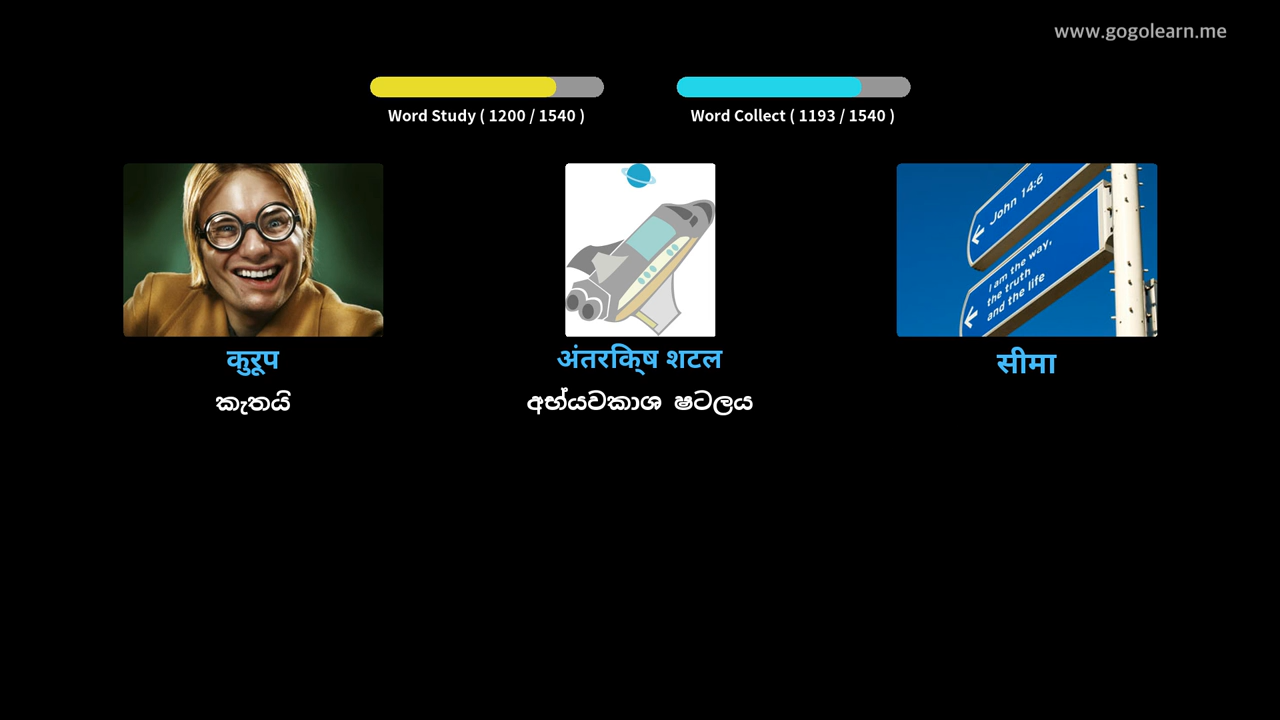 www.gogolearn.me
Word Study ( 1200 / 1540 )
Word Collect ( 1193 / 1540 )
John 14:6
I am the way,
the truth
and the life
कुरूप
अंतरिक्ष शटल
सीमा
කැතයි
අභ්යවකාශ ෂටලය